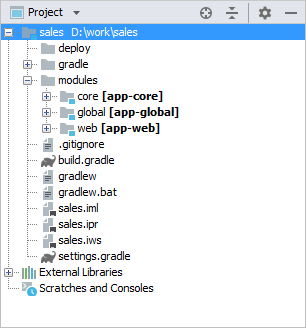 Project
sales D:\work\sales
deploy
gradle
modules
core [app-core]
global [app-global]
web [app-web]
.gitignore
build.gradle
gradlew
gradlew.bat
sales.iml
sales.ipr
sales.iws
settings.gradle
External Libraries
Scratches and Consoles